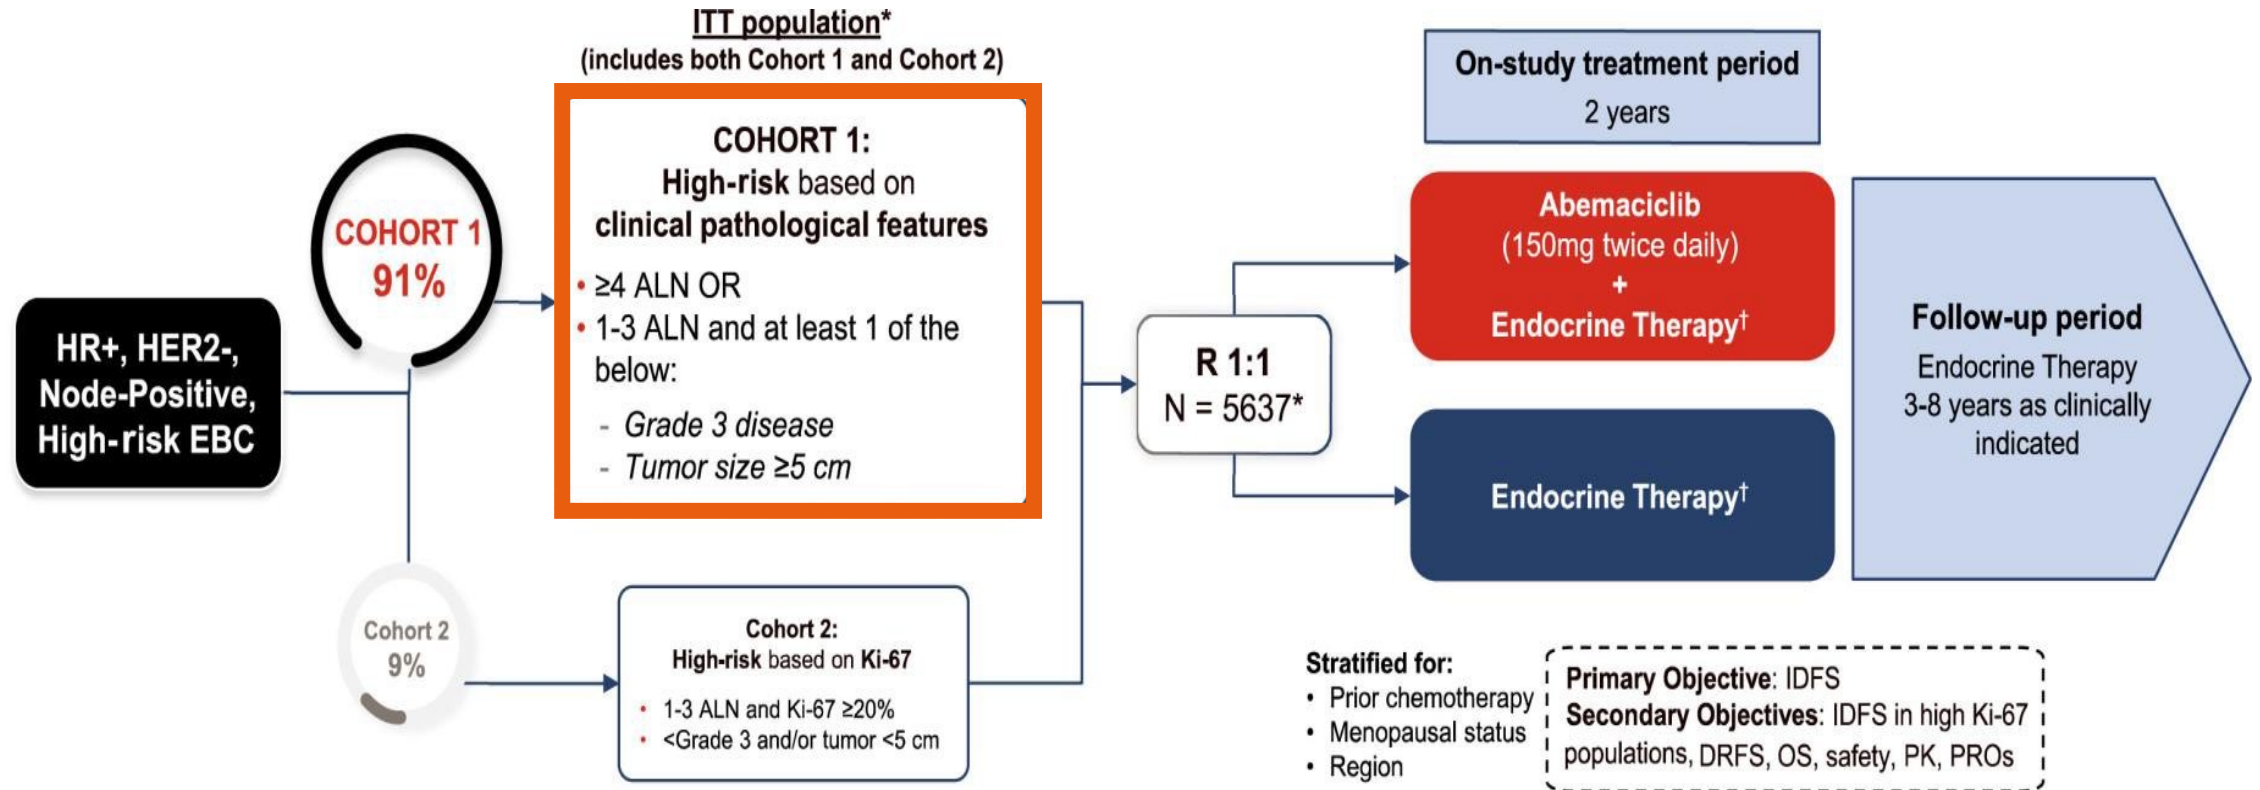 ITT population*
(includes both Cohort 1 and Cohort 2)
HR+, HER2-,
Node-Positive,
High-risk EBC
COHORT 1
91%
COHORT 1:
High-risk based on
clinical pathological features
• ≥4 ALN OR
• 1-3 ALN and at least 1 of the
below:
- Grade 3 disease
- Tumor size ≥5 cm
Cohort 2
9%
Cohort 2:
High-risk based on Ki-67
• 1-3 ALN and Ki-67 ≥20%
• <Grade 3 and/or tumor <5 cm
R 1:1
N = 5637*
On-study treatment period
2 years
Abemaciclib
(150mg twice daily)
+
Endocrine Therapy†
Endocrine Therapy†
Follow-up period
Endocrine Therapy
3-8 years as clinically
indicated
Stratified for:
• Prior chemotherapy
• Menopausal status
• Region
Primary Objective: IDFS
Secondary Objectives: IDFS in high Ki-67
populations, DRFS, OS, safety, PK, PROs